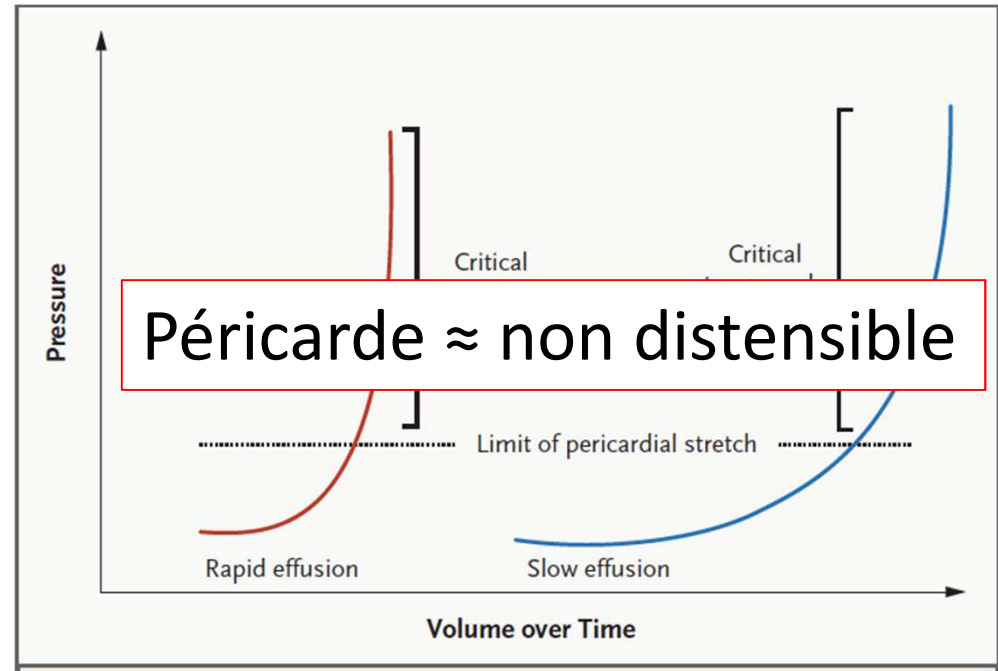 Pressure
Critical
Critical
Péricarde ≈ non distensible
Limit of pericardial stretch
Rapid effusion
Slow effusion
Volume over Time